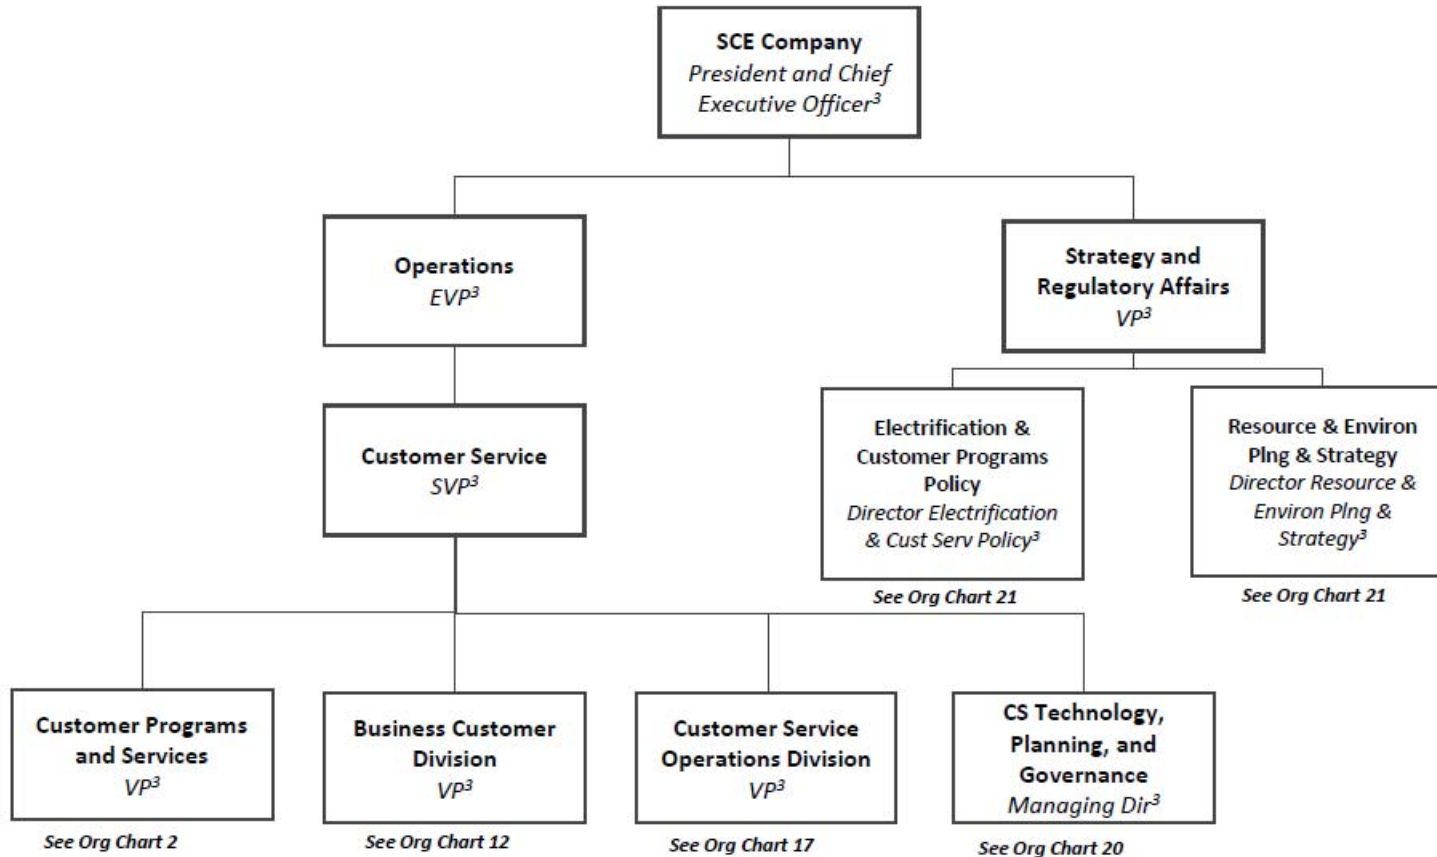 SCE Company
President and Chief
Executive Officer³
Operations
EVP³
Strategy and
Regulatory Affairs
VP³
Customer Service
SVP³
Electrification &
Customer Programs
Policy
Director Electrification
& Cust Serv Policy³
See Org Chart 21
Resource & Environ
Plng & Strategy
Director Resource &
Environ Plng &
Strategy³
See Org Chart 21
Customer Programs
and Services
VP³
See Org Chart 2
Business Customer
Division
VP³
See Org Chart 12
Customer Service
Operations Division
VP³
See Org Chart 17
CS Technology,
Planning, and
Governance
Managing Dir³
See Org Chart 20